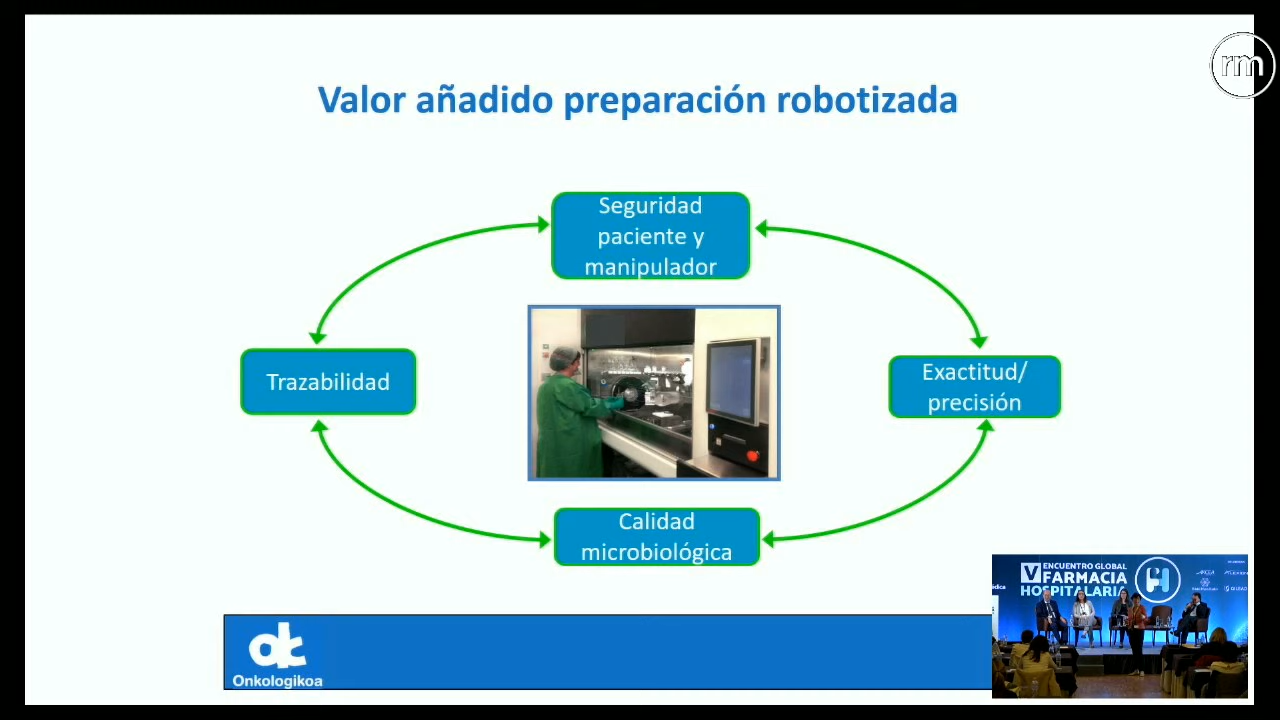 rm
Valor añadido preparación robotizada
Seguridad
paciente y
manipulador
Trazabilidad
Exactitud/
precisión
Calidad
microbiológica
Onkologikoa
V ENCUENTRO GLOBAL
FARMACIA
HOSPITALARIA